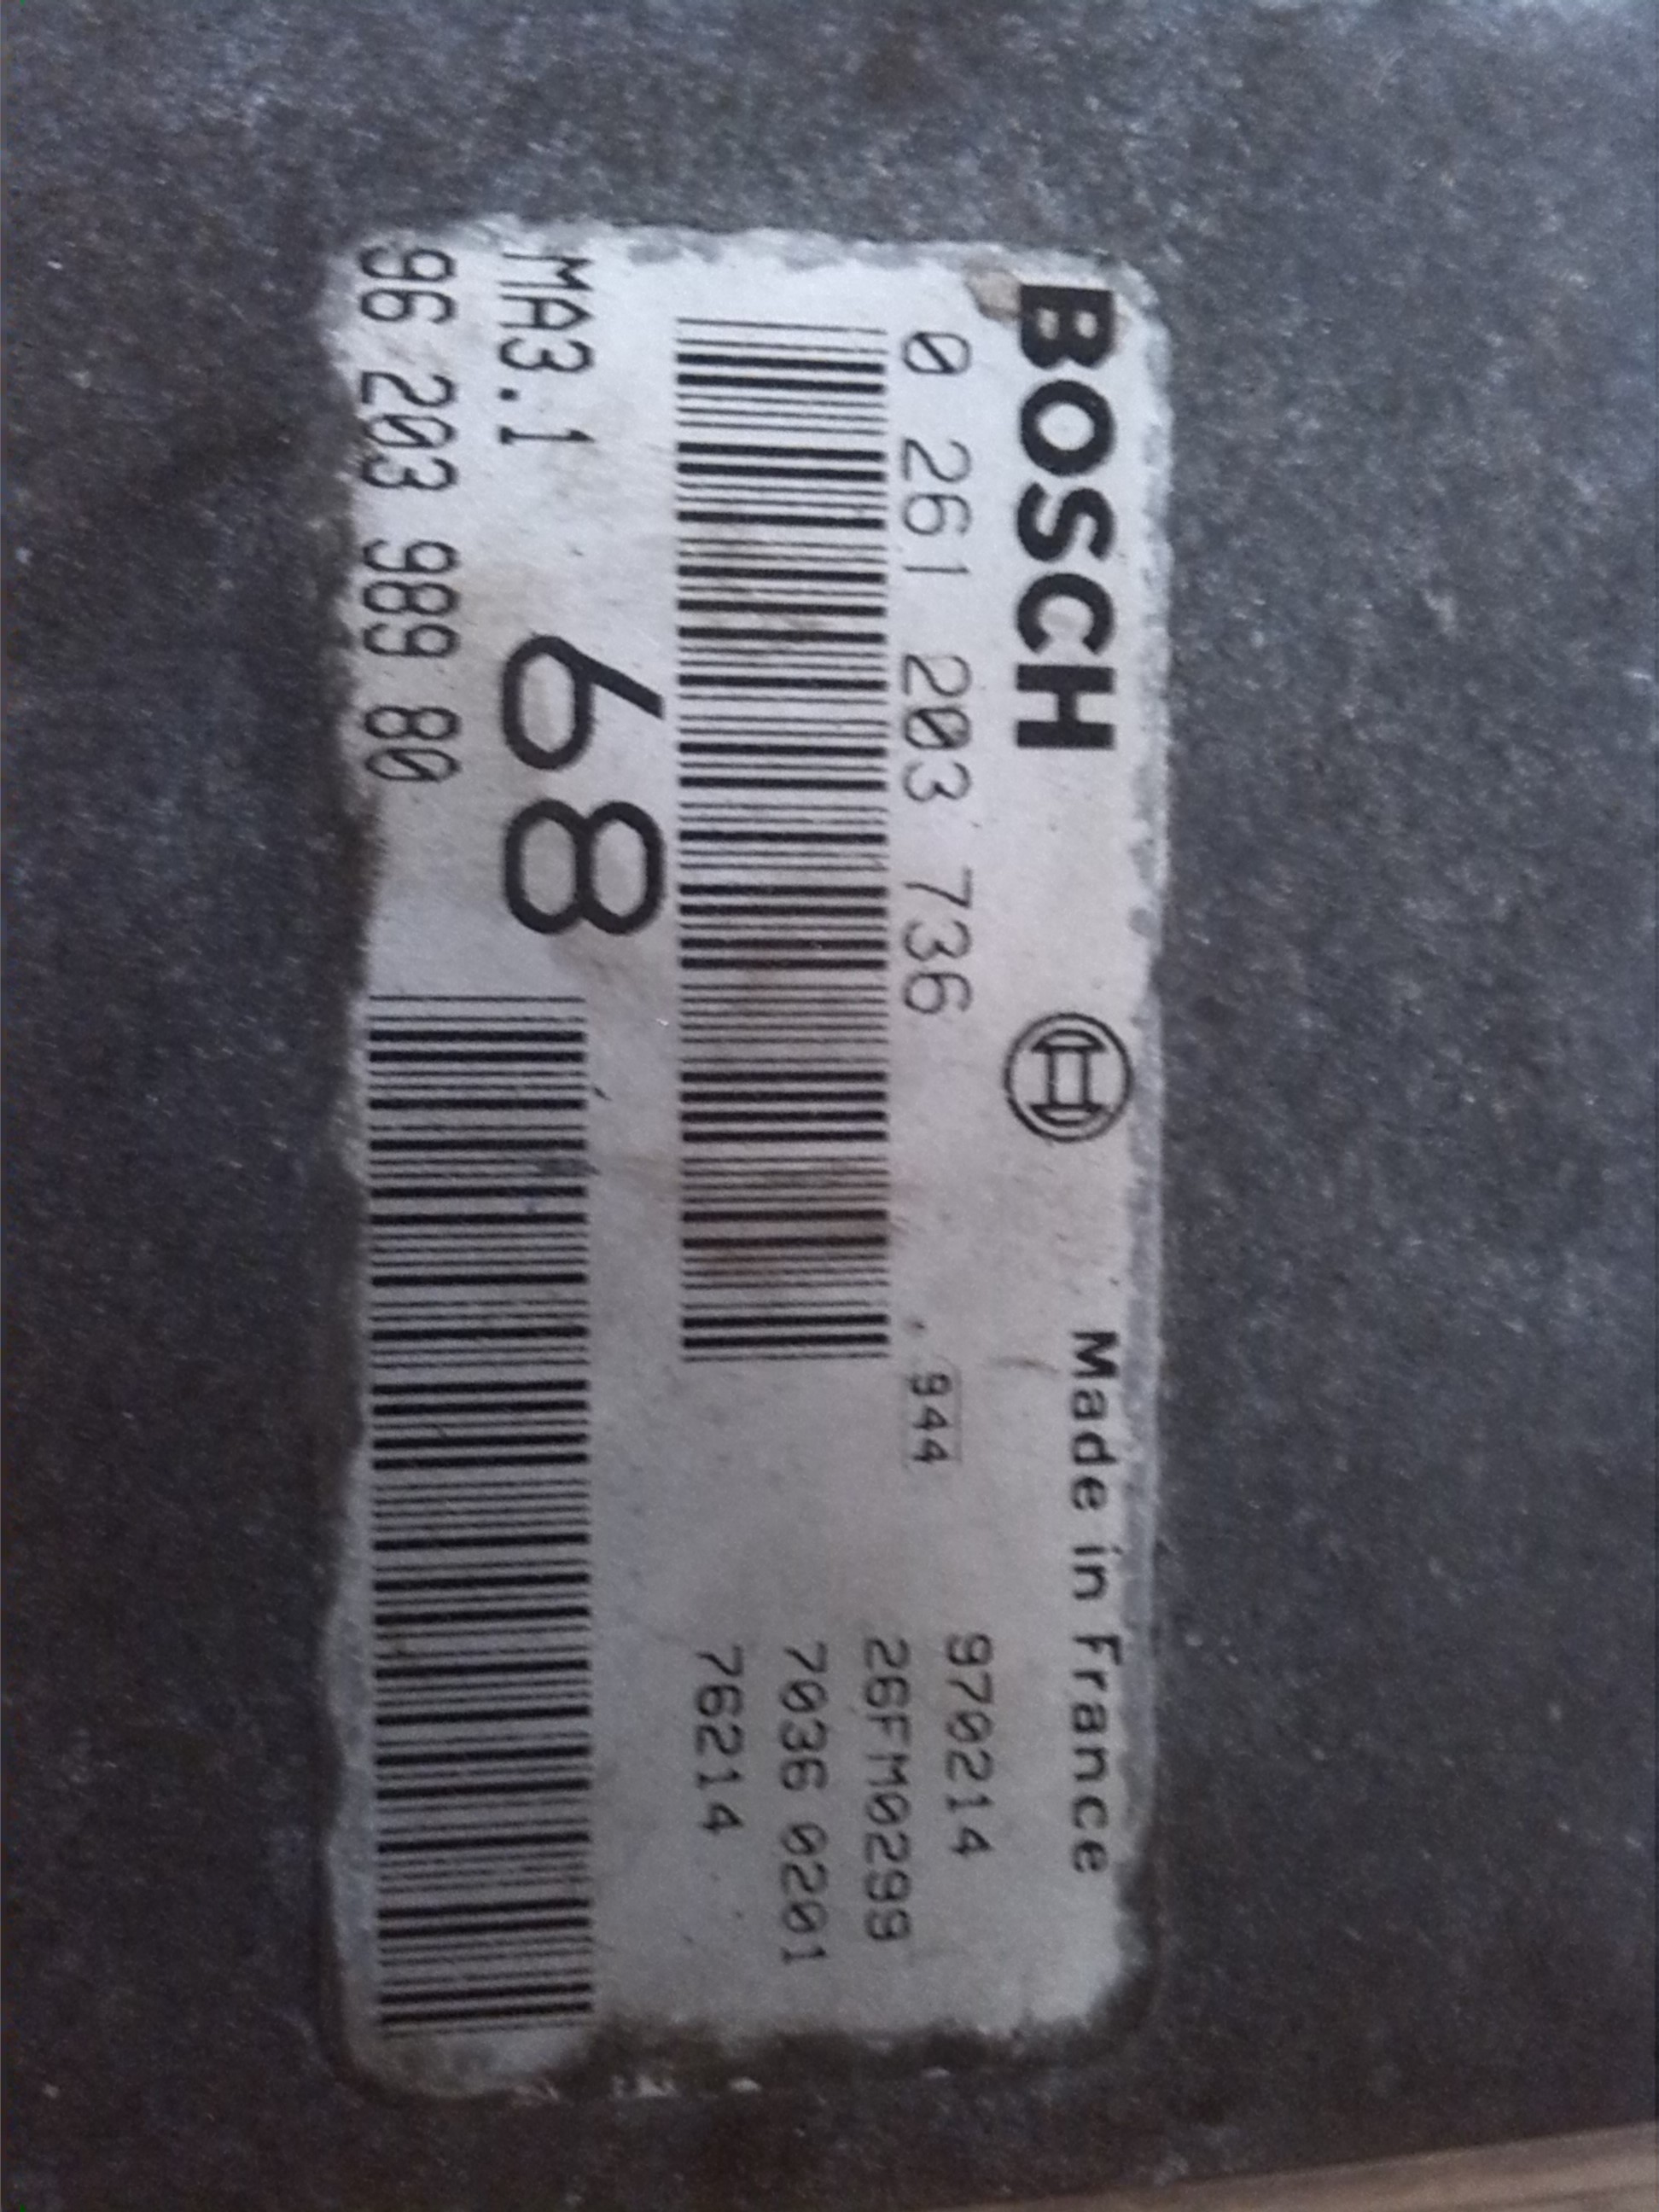 BOSCH
Made in France
0 261 203 736
944
970214
26FM0299
7036 0201
76214
MA3.1
68
96 203 989 80